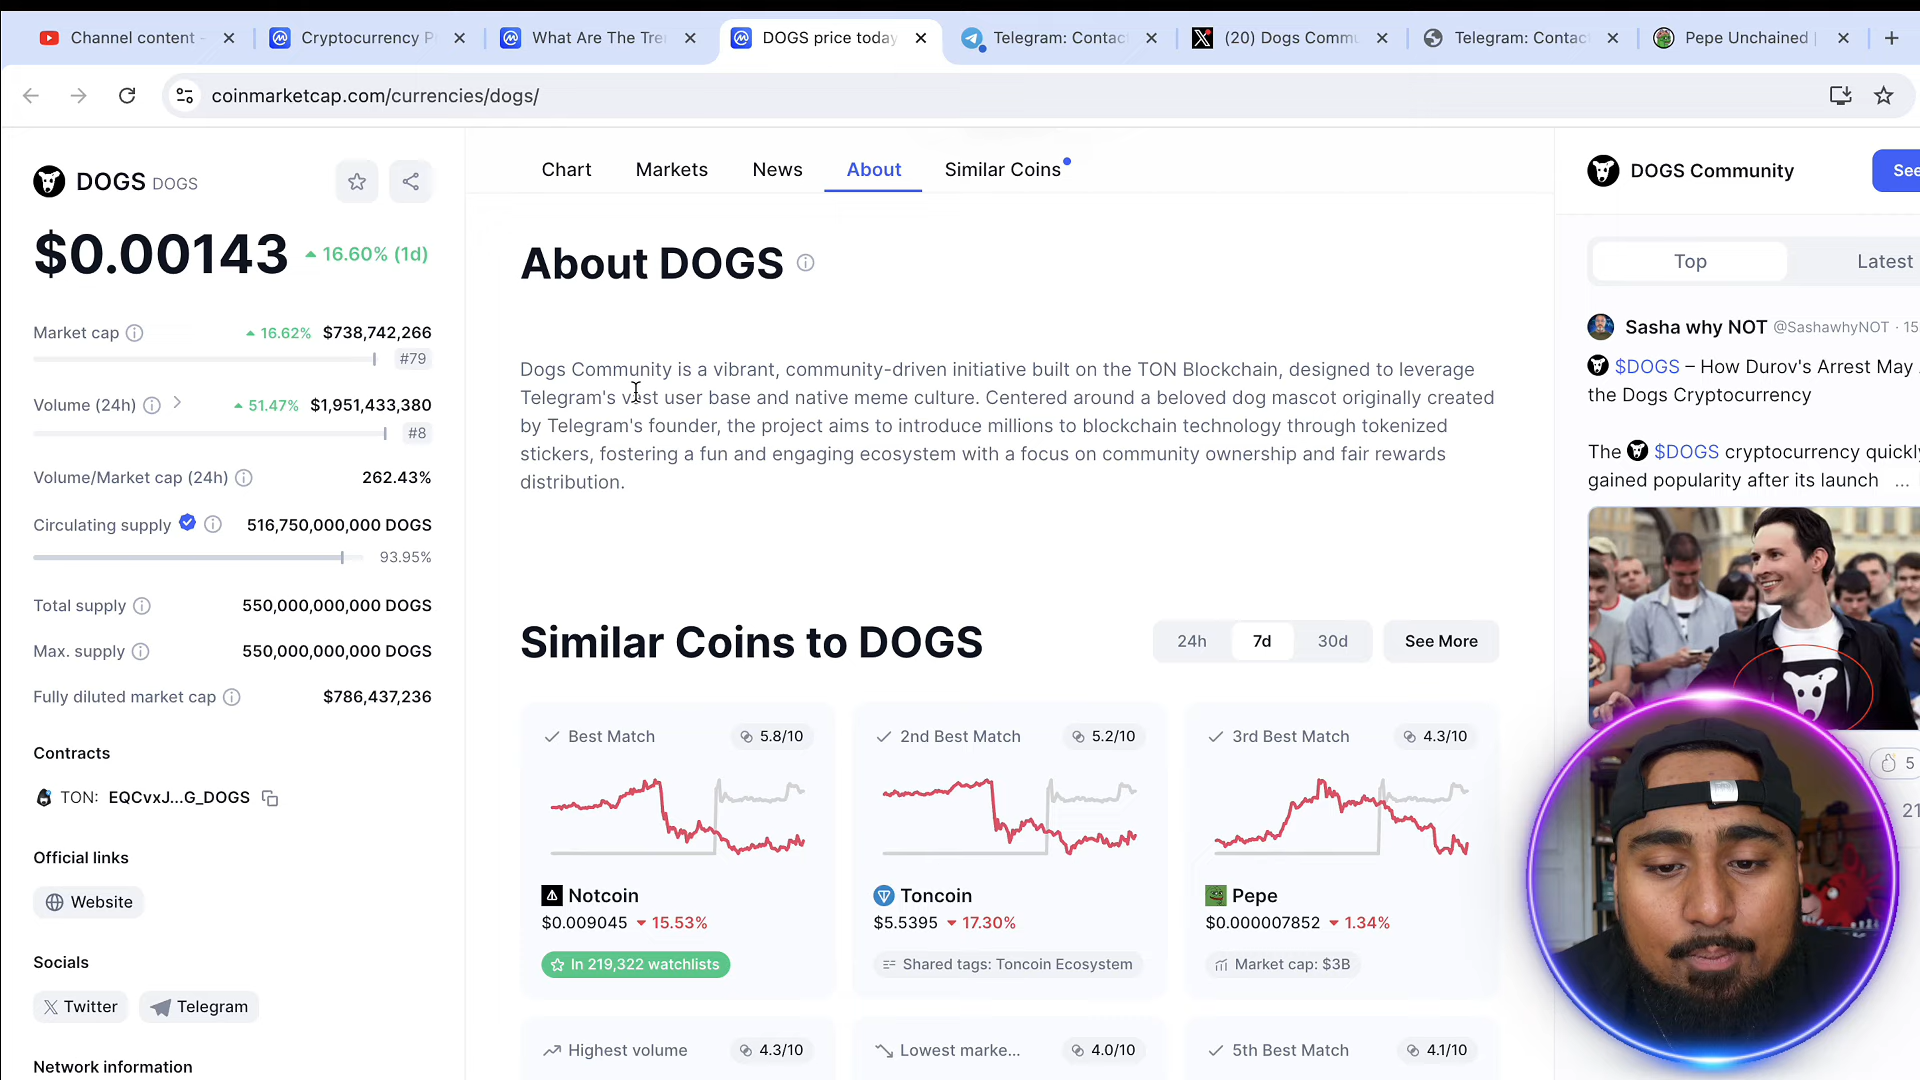 Channel content -
Cryptocurrency P
What Are The Tre
DOGS price today
Telegram: Contac
(20) Dogs Commu
Telegram: Contac
Pepe Unchained |
coinmarketcap.com/currencies/dogs/
DOGS DOGS
$0.00143 16.60% (1d)
Market cap 16.62% $738,742,266
#79
Volume (24h) 51.47% $1,951,433,380
#8
Volume/Market cap (24h) 262.43%
Circulating supply 516,750,000,000 DOGS
93.95%
Total supply 550,000,000,000 DOGS
Max. supply 550,000,000,000 DOGS
Fully diluted market cap $786,437,236
Contracts
TON: EQCvxJ...G_DOGS
Official links
Website
Socials
Twitter Telegram
Network information
Chart Markets News About Similar Coins
About DOGS
Dogs Community is a vibrant, community-driven initiative built on the TON Blockchain, designed to leverage
Telegram's vast user base and native meme culture. Centered around a beloved dog mascot originally created
by Telegram's founder, the project aims to introduce millions to blockchain technology through tokenized
stickers, fostering a fun and engaging ecosystem with a focus on community ownership and fair rewards
distribution.
Similar Coins to DOGS
24h 7d 30d See More
Best Match 5.8/10
Notcoin
$0.009045 15.53%
In 219,322 watchlists
2nd Best Match 5.2/10
Toncoin
$5.5395 17.30%
Shared tags: Toncoin Ecosystem
3rd Best Match 4.3/10
Pepe
$0.000007852 1.34%
Market cap: $3B
Highest volume 4.3/10
Lowest marke... 4.0/10
5th Best Match 4.1/10
DOGS Community
See
Top Latest
Sasha why NOT @SashawhyNOT · 15
$DOGS – How Durov's Arrest May
the Dogs Cryptocurrency
The $DOGS cryptocurrency quickly
gained popularity after its launch ...
5
21